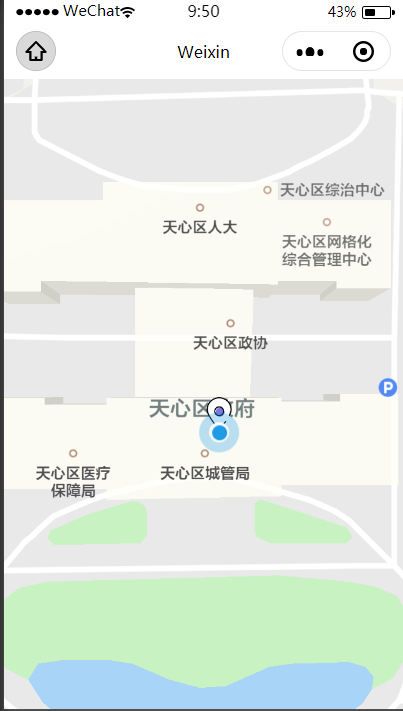 WeChat 9:50 43%
Weixin
天心区综治中心
天心区人大
天心区网格化
综合管理中心
天心区政协
P
天心区 府
天心区医疗
保障局
天心区城管局